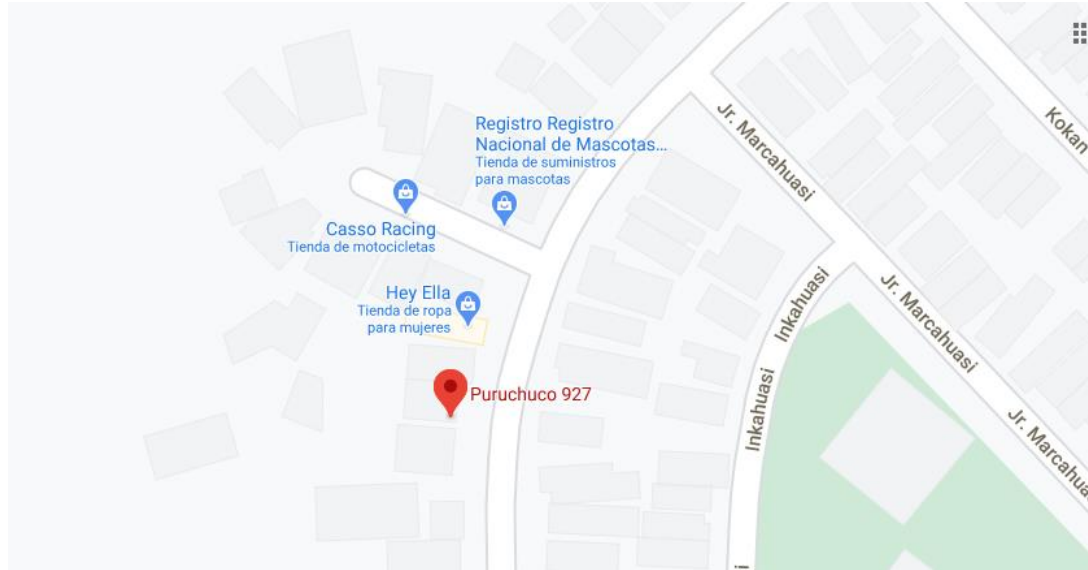 Registro Registro
Nacional de Mascotas...
Tienda de suministros
para mascotas
Casso Racing
Tienda de motocicletas
Hey Ella
Tienda de ropa
para mujeres
Puruchuco 927
Jr. Marcahuasi
Kokan
Inkahuasi
Jr. Marcahuasi
Inkahuasi
Jr. Marcahua